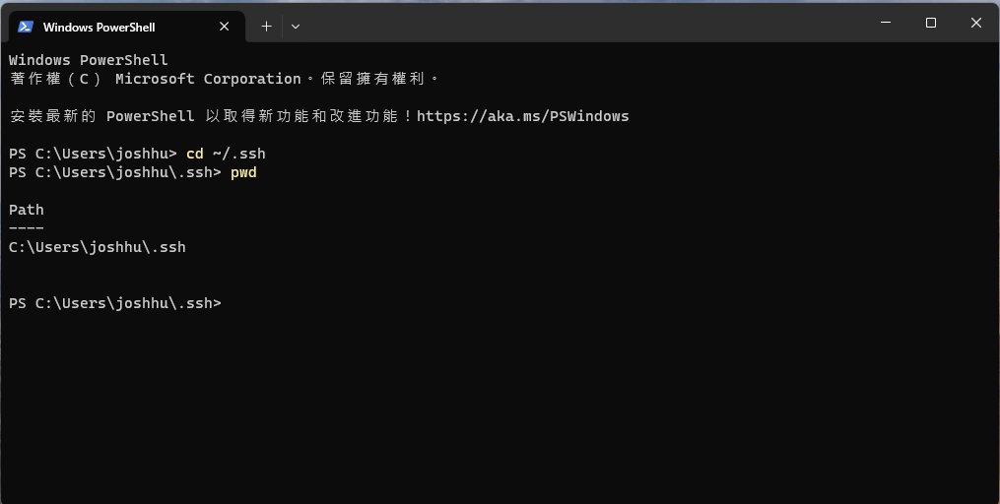 Windows PowerShell
Windows PowerShell
著作權（C） Microsoft Corporation。保留擁有權利。
安裝最新的 PowerShell 以取得新功能和改進功能！https://aka.ms/PSWindows
PS C:\Users\joshhu> cd ~/.ssh
PS C:\Users\joshhu\.ssh> pwd
Path
----
C:\Users\joshhu\.ssh
PS C:\Users\joshhu\.ssh>